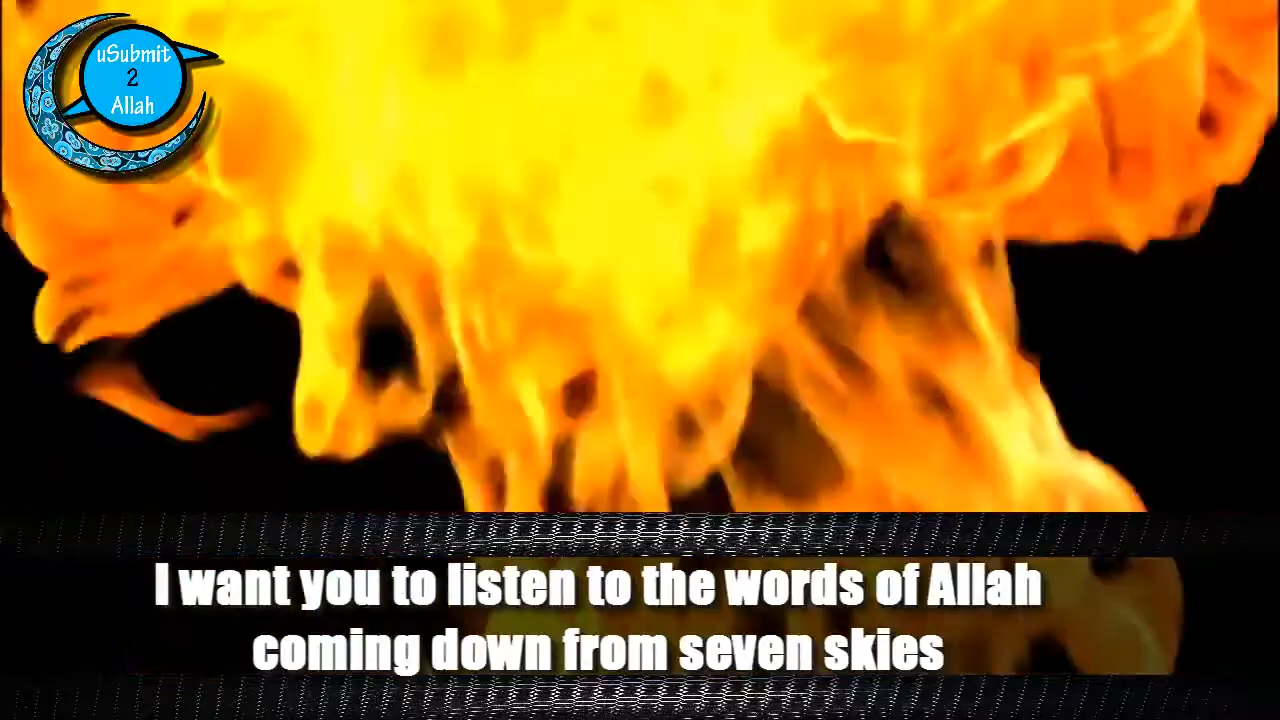 uSubmit
2
Allah
I want you to listen to the words of Allah
coming down from seven skies